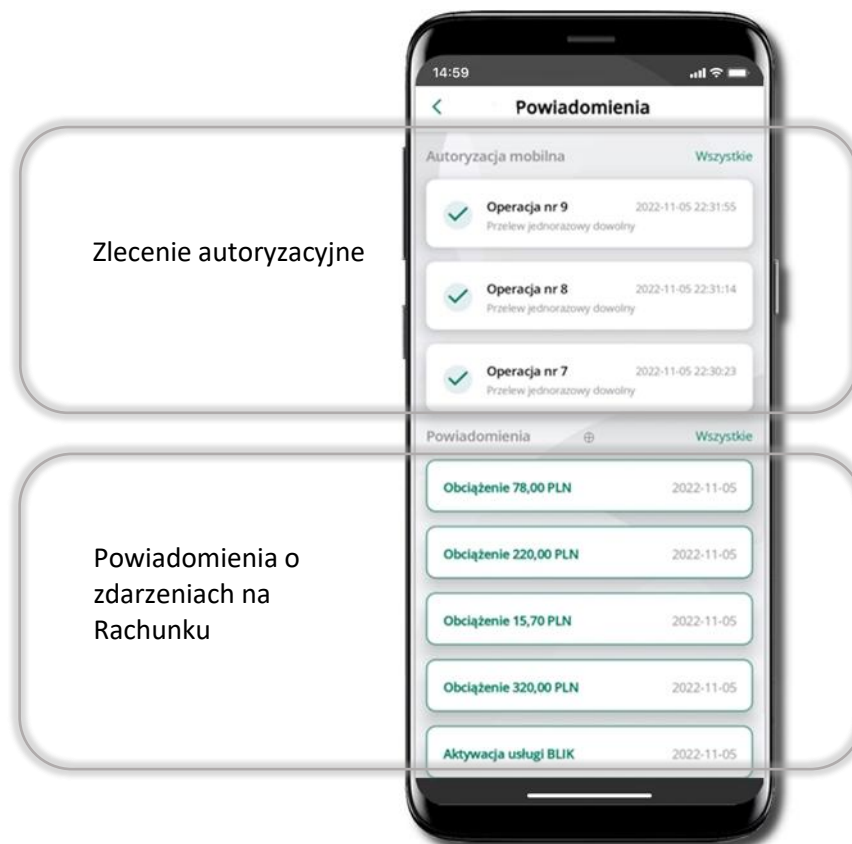 14:59
Powiadomienia
Autoryzacja mobilna Wszystkie
Operacja nr 9 2022-11-05 22:31:55
Przelew jednorazowy dowolny
Zlecenie autoryzacyjne
Operacja nr 8 2022-11-05 22:31:14
Przelew jednorazowy dowolny
Operacja nr 7 2022-11-05 22:30:23
Przelew jednorazowy dowolny
Powiadomienia Wszystkie
Obciążenie 78,00 PLN 2022-11-05
Powiadomienia o
zdarzeniach na
Rachunku
Obciążenie 220,00 PLN 2022-11-05
Obciążenie 15,70 PLN 2022-11-05
Obciążenie 320,00 PLN 2022-11-05
Aktywacja usługi BLIK 2022-11-05